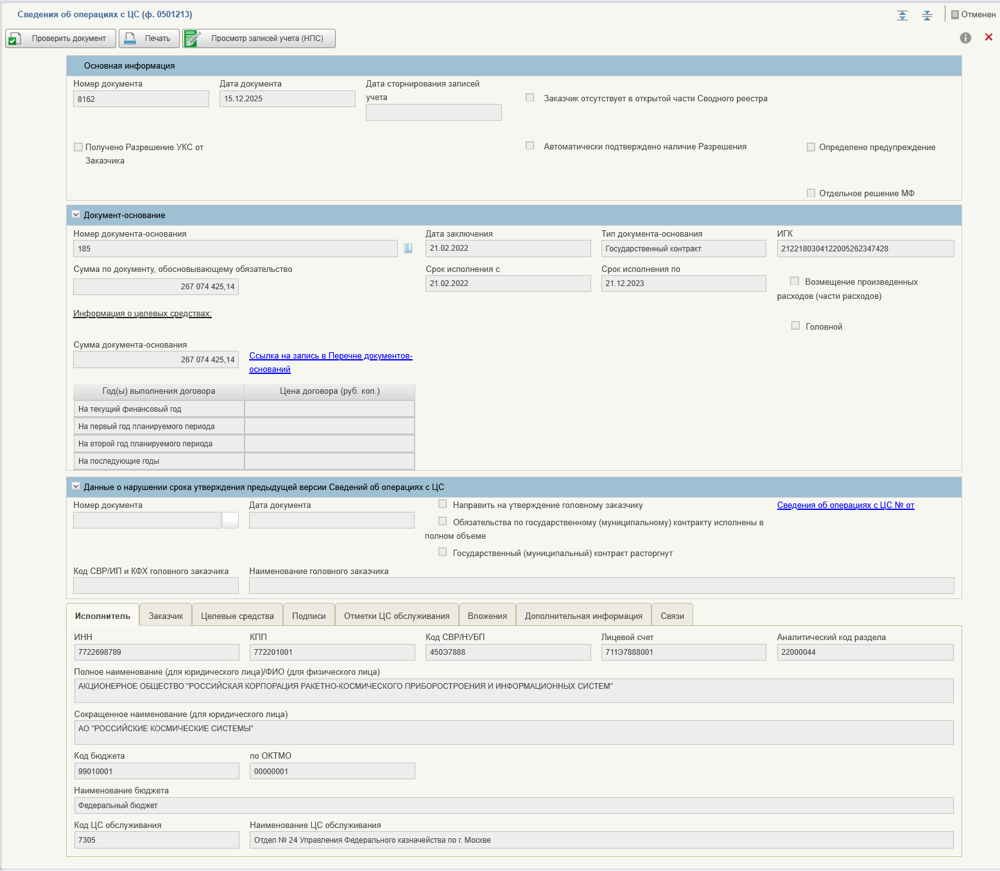 Сведения об операциях с ЦС (ф. 0501213)
Отменен
Проверить документ
Печать
Просмотр записей учета (НПС)
Основная информация
Номер документа
Дата документа
Дата сторнирования записей
учета
8162
15.12.2025
Заказчик отсутствует в открытой части Сводного реестра
Получено Разрешение УКС от
Заказчика
Автоматически подтверждено наличие Разрешения
Определено предупреждение
Отдельное решение МФ
Документ-основание
Номер документа-основания
Дата заключения
Тип документа-основания
ИГК
185
21.02.2022
Государственный контракт
2122180304122005262347428
Сумма по документу, обосновывающему обязательство
Срок исполнения с
Срок исполнения по
267 074 425,14
21.02.2022
21.12.2023
Возмещение произведенных
расходов (части расходов)
Информация о целевых средствах:
Головной
Сумма документа-основания
267 074 425,14
Ссылка на запись в Перечне документов-
оснований
Год(ы) выполнения договора
Цена договора (руб. коп.)
На текущий финансовый год
На первый год планируемого периода
На второй год планируемого периода
На последующие годы
Данные о нарушении срока утверждения предыдущей версии Сведений об операциях с ЦС
Номер документа
Дата документа
Направить на утверждение головному заказчику
Сведения об операциях с ЦС № от
Обязательства по государственному (муниципальному) контракту исполнены в
полном объеме
Государственный (муниципальный) контракт расторгнут
Код СВР/ИП и КФХ головного заказчика
Наименование головного заказчика
Исполнитель
Заказчик
Целевые средства
Подписи
Отметки ЦС обслуживания
Вложения
Дополнительная информация
Связи
ИНН
КПП
Код СВР/НУБП
Лицевой счет
Аналитический код раздела
7722698789
772201001
450Э7888
711Э7888001
22000044
Полное наименование (для юридического лица)/ФИО (для физического лица)
АКЦИОНЕРНОЕ ОБЩЕСТВО "РОССИЙСКАЯ КОРПОРАЦИЯ РАКЕТНО-КОСМИЧЕСКОГО ПРИБОРОСТРОЕНИЯ И ИНФОРМАЦИОННЫХ СИСТЕМ"
Сокращенное наименование (для юридического лица)
АО "РОССИЙСКИЕ КОСМИЧЕСКИЕ СИСТЕМЫ"
Код бюджета
по ОКТМО
99010001
00000001
Наименование бюджета
Федеральный бюджет
Код ЦС обслуживания
Наименование ЦС обслуживания
7305
Отдел № 24 Управления Федерального казначейства по г. Москве